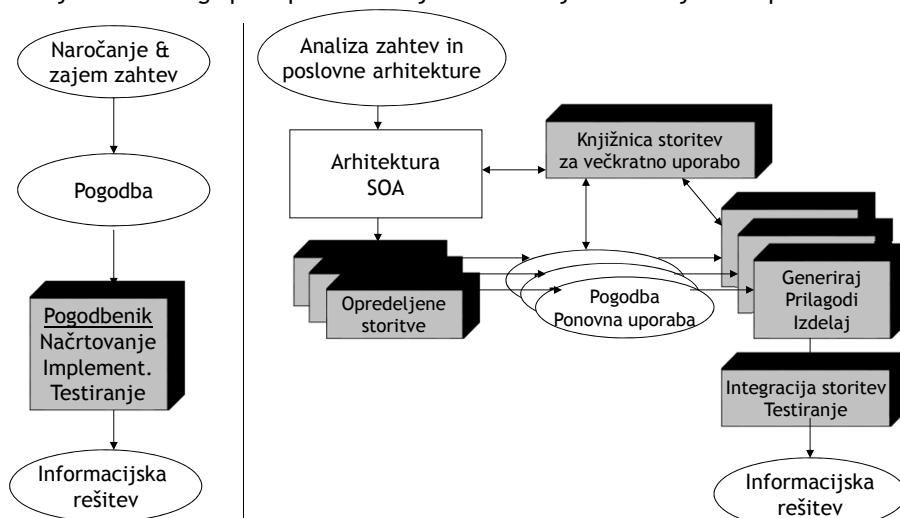 Naročanje &
zajem zahtev
Pogodba
Pogodbenik
Načrtovanje
Implement.
Testiranje
Informacijska
rešitev
Analiza zahtev in
poslovne arhitekture
Arhitektura
SOA
Knjižnica storitev
za večkratno uporabo
Opredeljene
storitve
Pogodba
Ponovna uporaba
Generiraj
Prilagodi
Izdelaj
Integracija storitev
Testiranje
Informacijska
rešitev